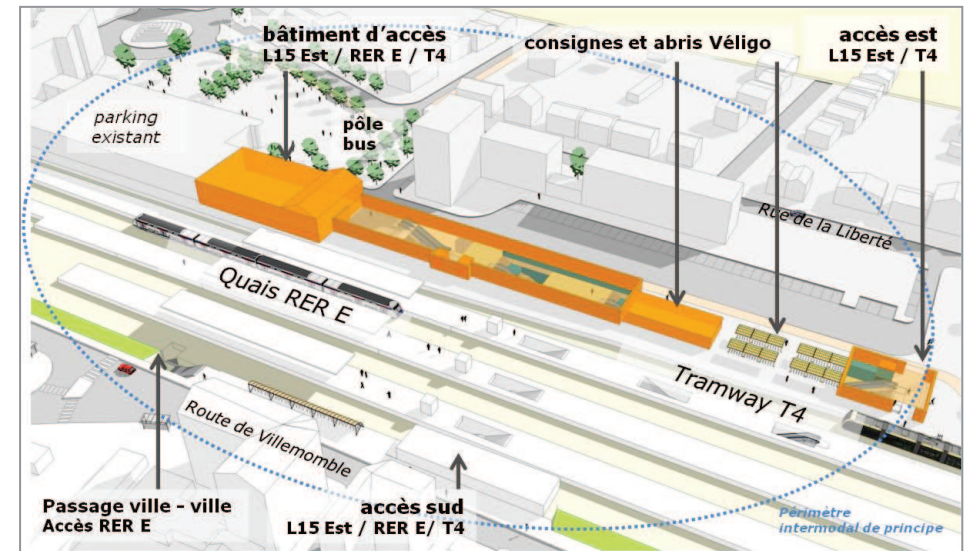 bâtiment d'accès
L15 Est / RER E / T4
consignes et abris Véligo
accès est
L15 Est / T4
parking
existant
pôle
bus
Rue de la Liberté
Quais RER E
Tramway T4
Route de Villemomble
Passage ville - ville
Accès RER E
accès sud
L15 Est / RER E/ T4
Périmètre
intermodal de principe